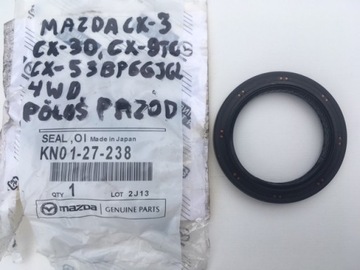 MAZDA CX-3
CX-30, CX-9TC
CX-5 3BP6GJGL
4WD
PÓŁOŚ PRZÓD
SEAL ,OI Made in Japan
KN01-27-238
QTY 1 LOT 2J13
mazda GENUINE PARTS